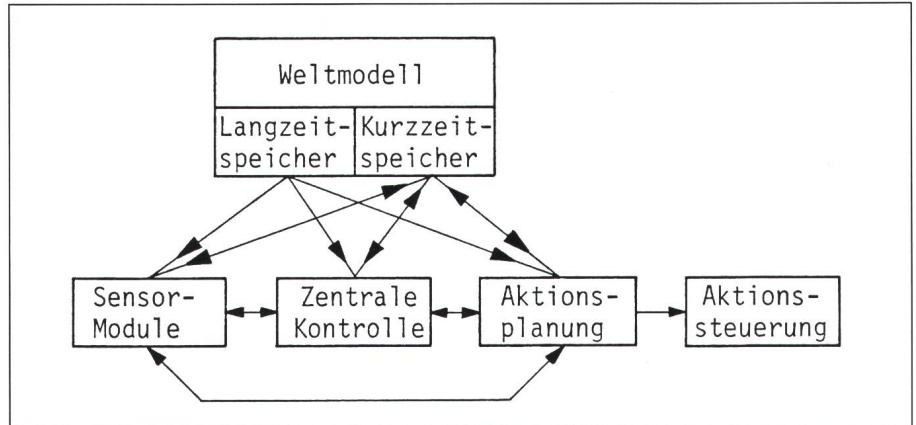 Weltmodell
Langzeit-
speicher
Kurzzeit-
speicher
Sensor-
Module
Zentrale
Kontrolle
Aktions-
planung
Aktions-
steuerung